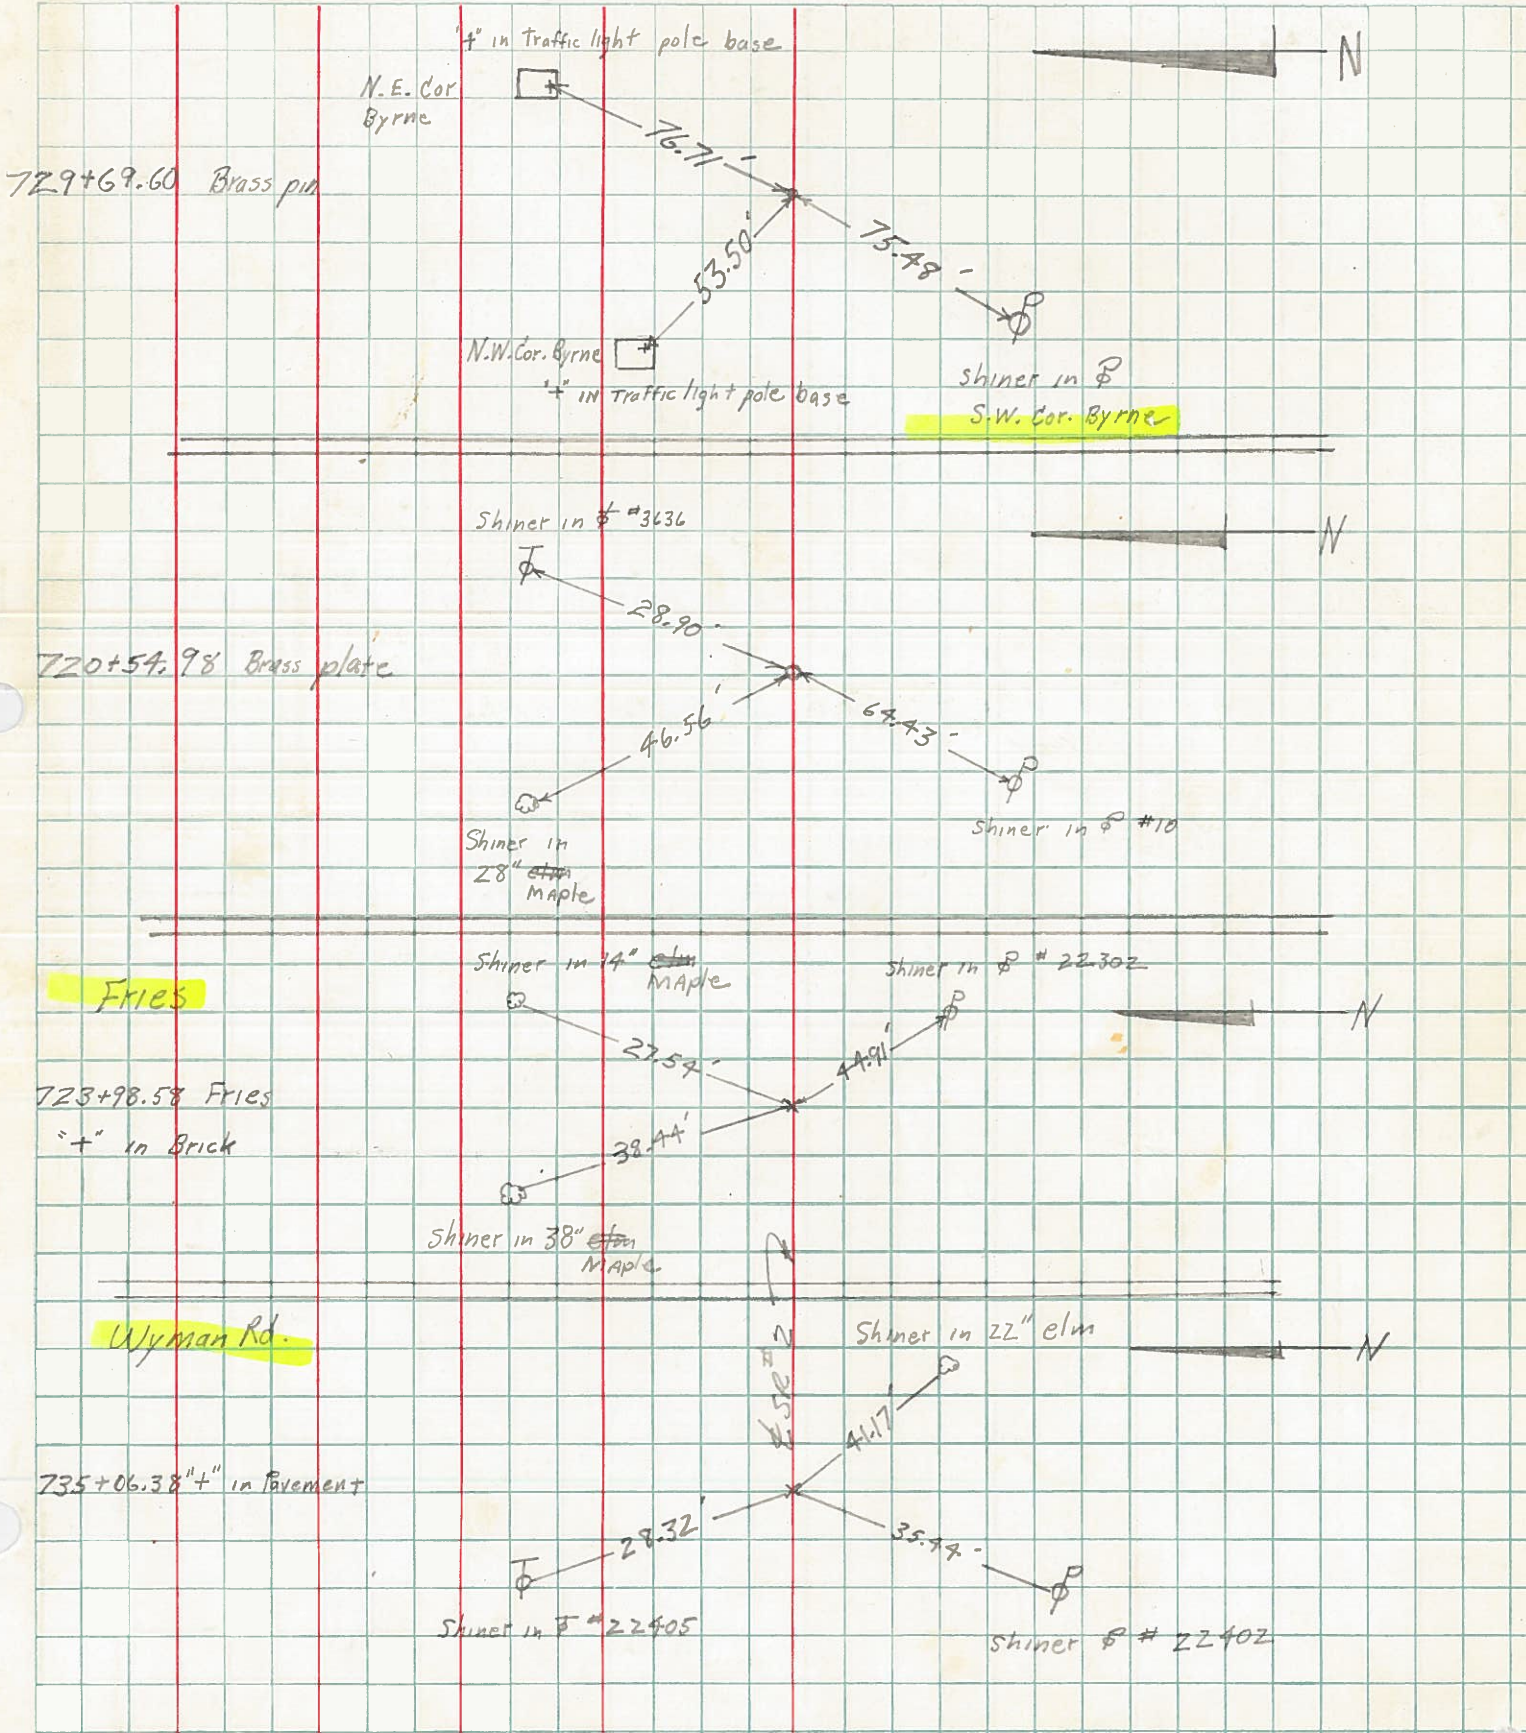 "+" in Traffic light pole base
N
N.E. Cor
Byrne
76.71'
729+69.60 Brass pin
75.48'
53.50'
N.W. Cor. Byrne
"+" IN Traffic light pole base
Shiner in
S.W. Cor. Byrne
Shiner in #3636
N
28.90'
720+54.98 Brass plate
46.56'
64.43'
Shiner in
28" elm
MAple
Shiner in #10
Shiner in 14" elm
MAple
Shiner in #22302
Fries
N
27.54'
44.91'
723+98.58 Fries
"+" in Brick
38.44'
Shiner in 38" elm
MAple
Wyman Rd.
Shiner in 22" elm
N
SR #2
41.17'
735+06.38 "+" in Pavement
28.32'
35.44'
Shiner in #22405
Shiner #22402